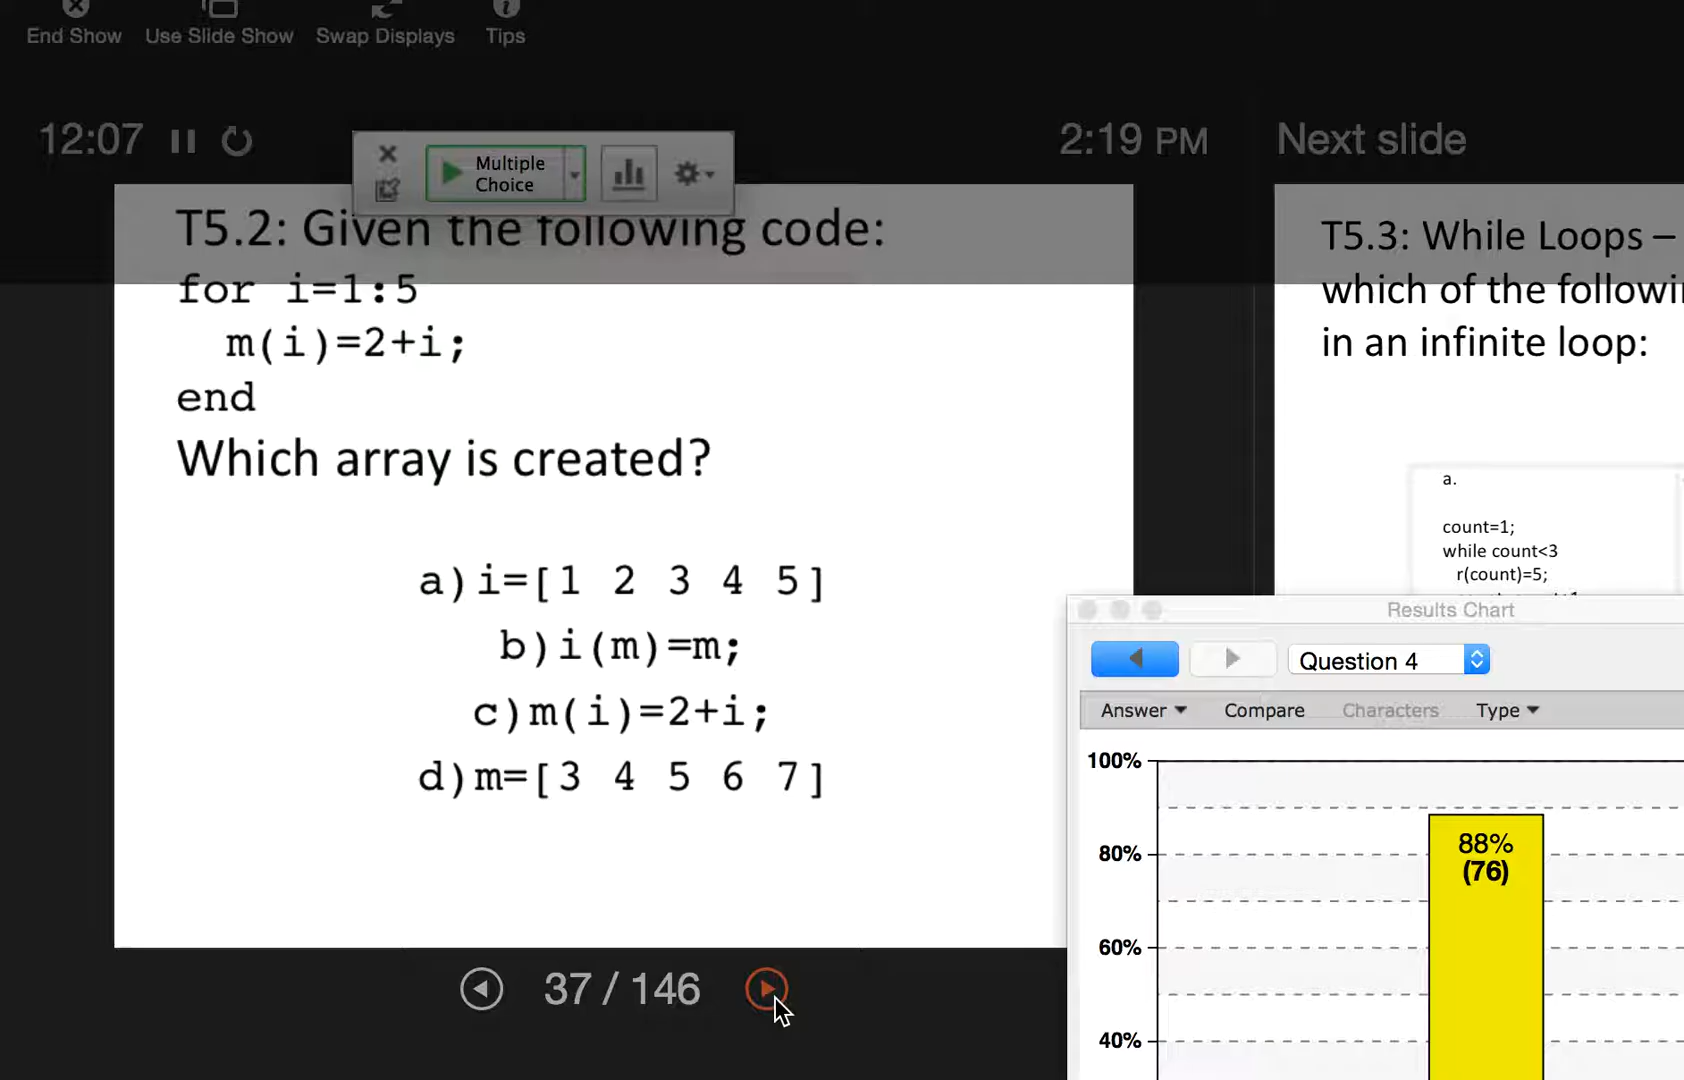 End Show Use Slide Show Swap Displays Tips
12:07
2:19 PM
Next slide
Multiple
Choice
T5.2: Given the following code:
for i=1:5
m(i)=2+i;
end
Which array is created?
a)i=[1 2 3 4 5]
b)i(m)=m;
c)m(i)=2+i;
d)m=[3 4 5 6 7]
37 / 146
T5.3: While Loops –
which of the followi
in an infinite loop:
a.
count=1;
while count<3
r(count)=5;
Results Chart
Question 4
Answer Compare Characters Type
100%
80%
60%
40%
88%
(76)